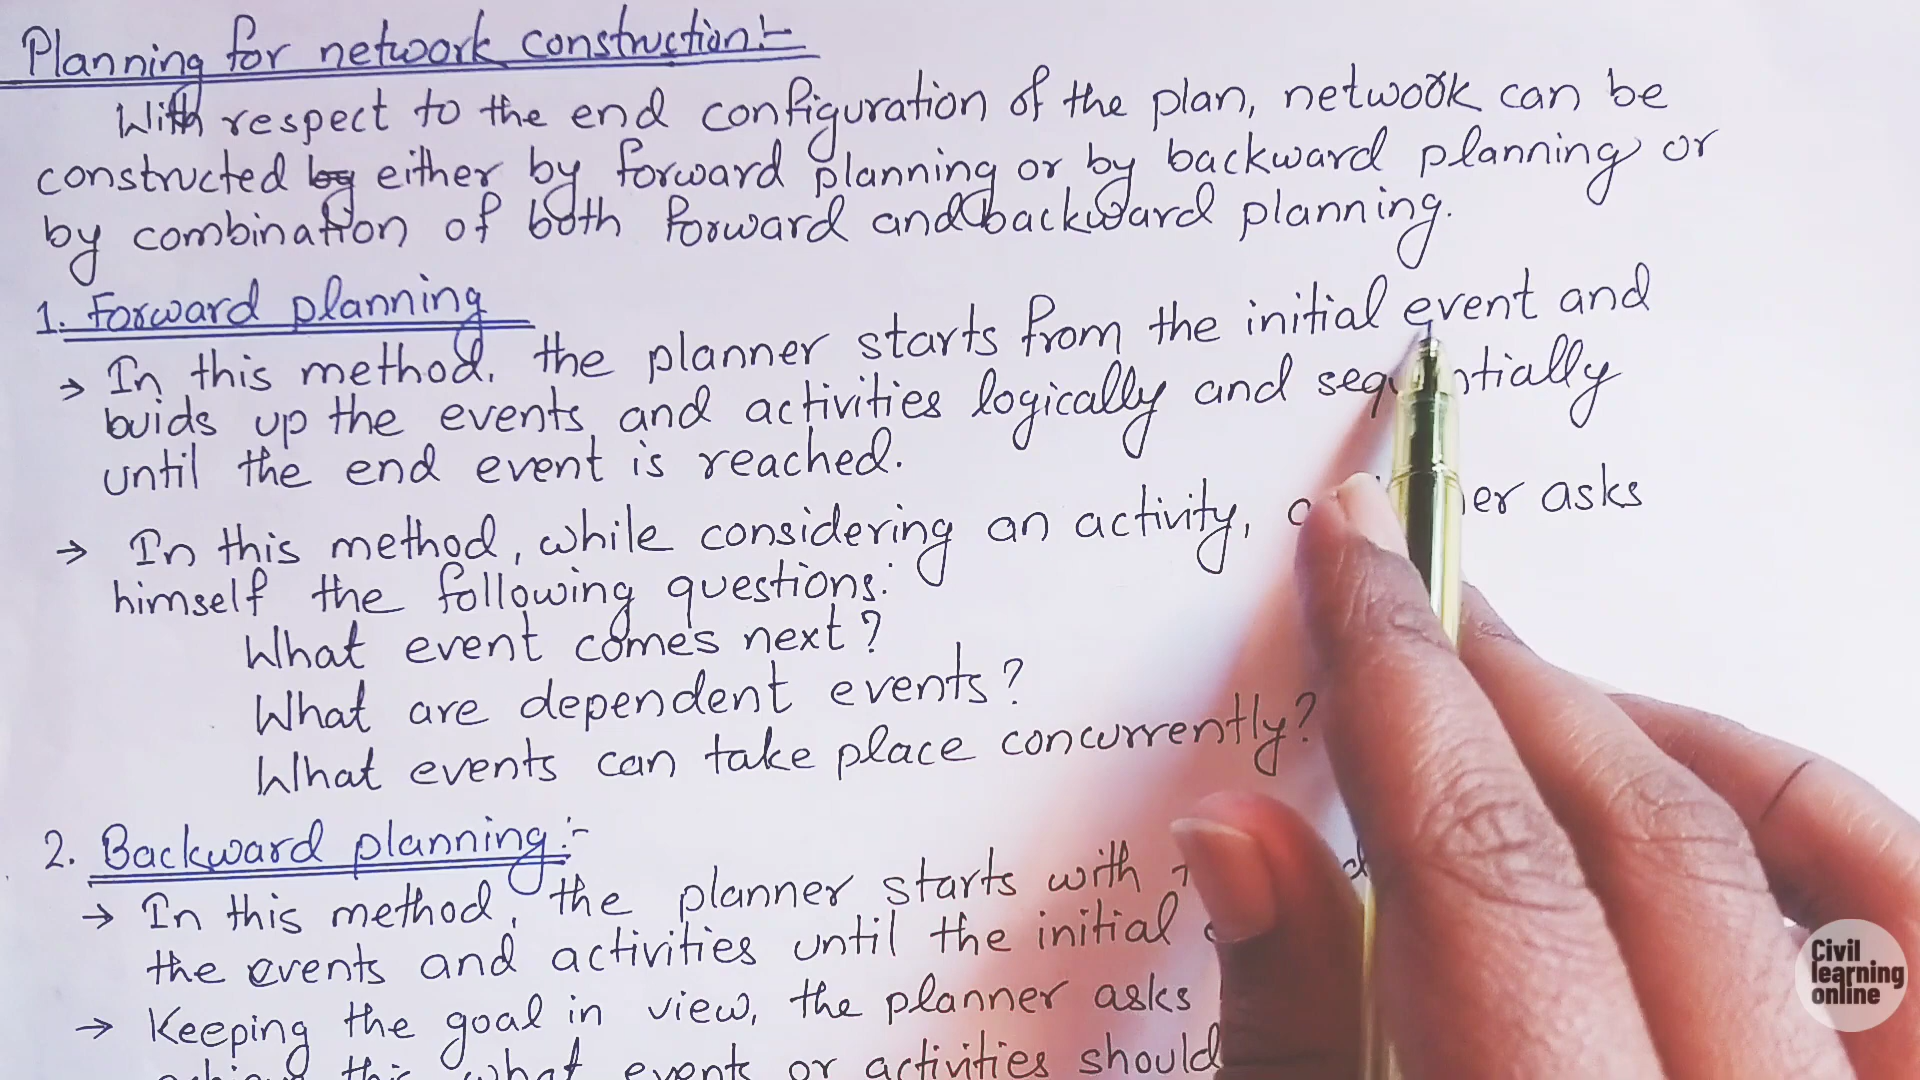 Planning for network construction:-
With respect to the end configuration of the plan, network can be
constructed by either by forward planning or by backward planning or
by combination of both forward and backward planning.
1. Forward planning
→ In this method, the planner starts from the initial event and
buids up the events and activities logically and sequentially
until the end event is reached.
→ In this method, while considering an activity, asks
himself the following questions:
What event comes next?
What are dependent events?
What events can take place concurrently?
2. Backward planning:-
→ In this method, the planner starts with
the events and activities until the initial
→ Keeping the goal in view, the planner asks
this what events or activities should
Civil
learning
online